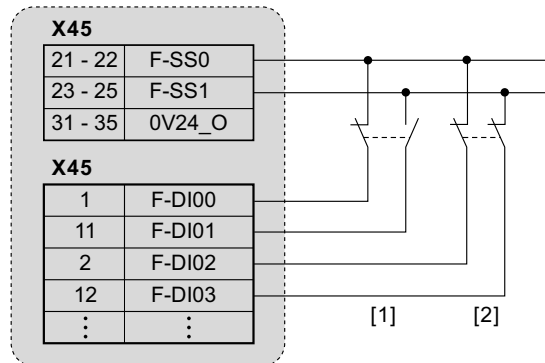 X45
21 - 22 F-SS0
23 - 25 F-SS1
31 - 35 0V24_O
X45
1 F-DI00
11 F-DI01
2 F-DI02
12 F-DI03
⋮ ⋮
[1] [2]